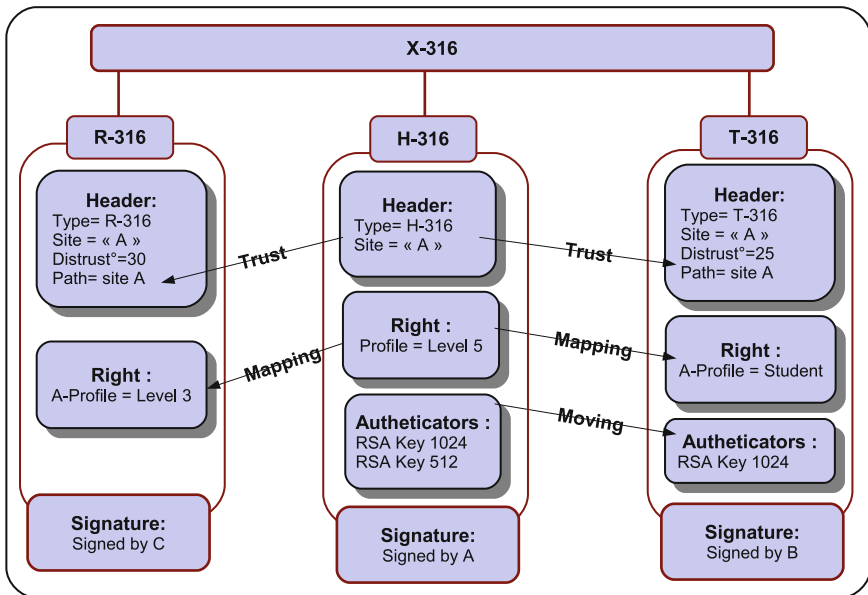 X-316
R-316
Header:
Type= R-316
Site = « A »
Distrust°=30
Path= site A
Right :
A-Profile = Level 3
Signature:
Signed by C
Trust
Mapping
H-316
Header:
Type= H-316
Site = « A »
Right :
Profile = Level 5
Autheticators :
RSA Key 1024
RSA Key 512
Signature:
Signed by A
Trust
Mapping
Moving
T-316
Header:
Type= T-316
Site = « A »
Distrust°=25
Path= site A
Right :
A-Profile = Student
Autheticators :
RSA Key 1024
Signature:
Signed by B